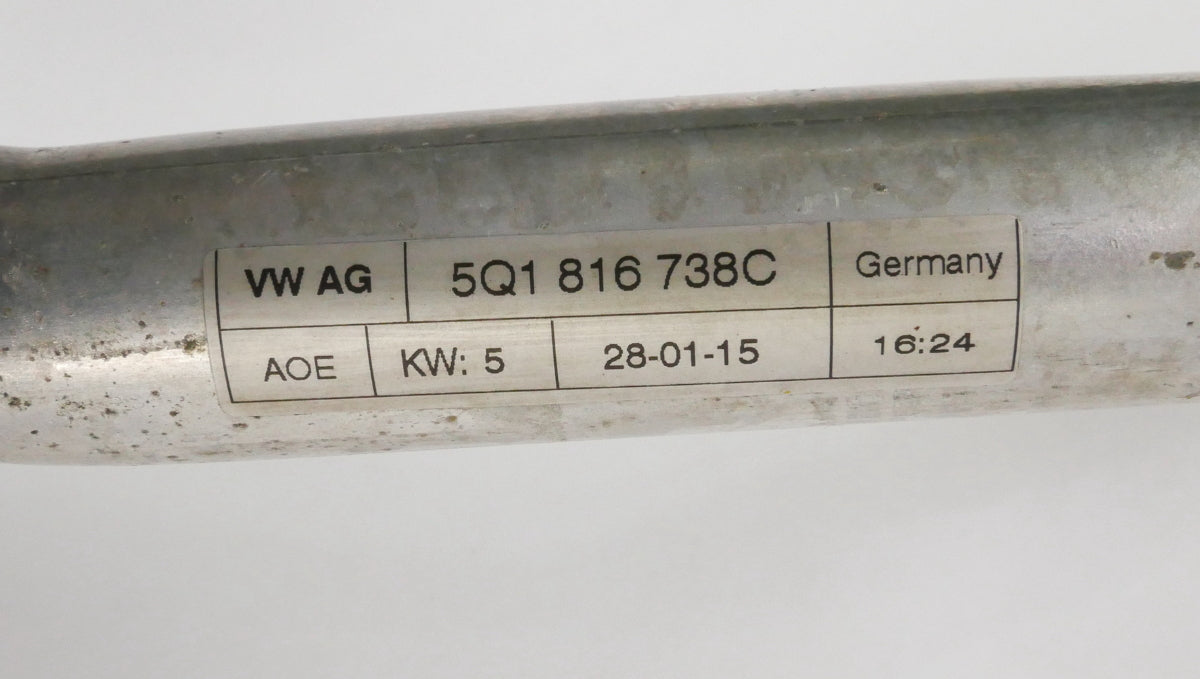 VW AG 5Q1 816 738C Germany
AOE KW: 5 28-01-15 16:24